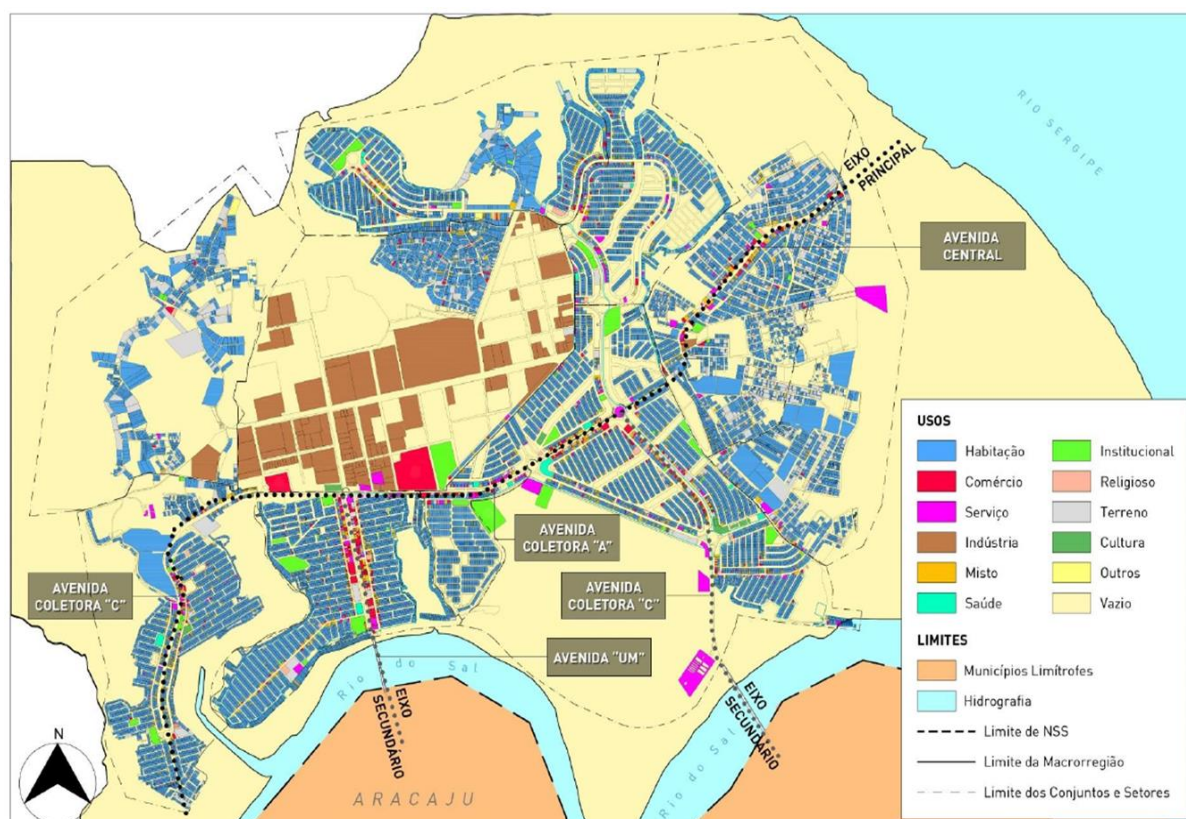 RIO SERGIPE
EIXO
PRINCIPAL
AVENIDA
CENTRAL
AVENIDA
COLETORA "A"
AVENIDA
COLETORA "C"
AVENIDA
COLETORA "C"
AVENIDA "UM"
Rio do Sal
EIXO
SECUNDÁRIO
Rio do Sal
EIXO
SECUNDÁRIO
ARACAJU
N
USOS
Habitação
Institucional
Comércio
Religioso
Serviço
Terreno
Indústria
Cultura
Misto
Outros
Saúde
Vazio
LIMITES
Municípios Limítrofes
Hidrografia
Limite de NSS
Limite da Macrorregião
Limite dos Conjuntos e Setores